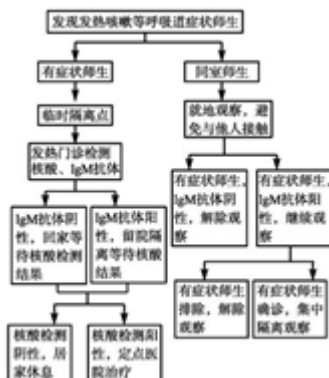 发现发热咳嗽等呼吸道症状师生
有症状师生
同室师生
临时隔离点
就地观察，避
免与他人接触
发热门诊检测
核酸、IgM抗体
IgM抗体阴
性，回家等
待核酸检测
结果
IgM抗体阳
性，留院隔
离等待核酸
结果
有症状师生，
IgM抗体阴
性，解除观
察
有症状师生，
IgM抗体阳
性，继续观
察
核酸检测
阴性，居
家休息
核酸检测阳
性，定点医
院治疗
有症状师生
排除，解除
观察
有症状师生
确诊，集中
隔离观察